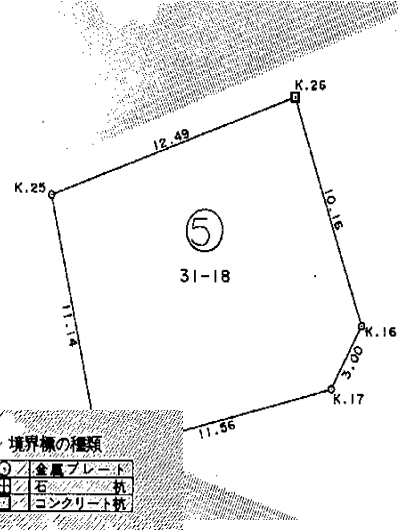 K.26
12.49
K.25
10.16
⑤
31-18
11.14
K.16
3.00
K.17
11.56
境界標の種類
金属プレート
石 杭
コンクリート杭